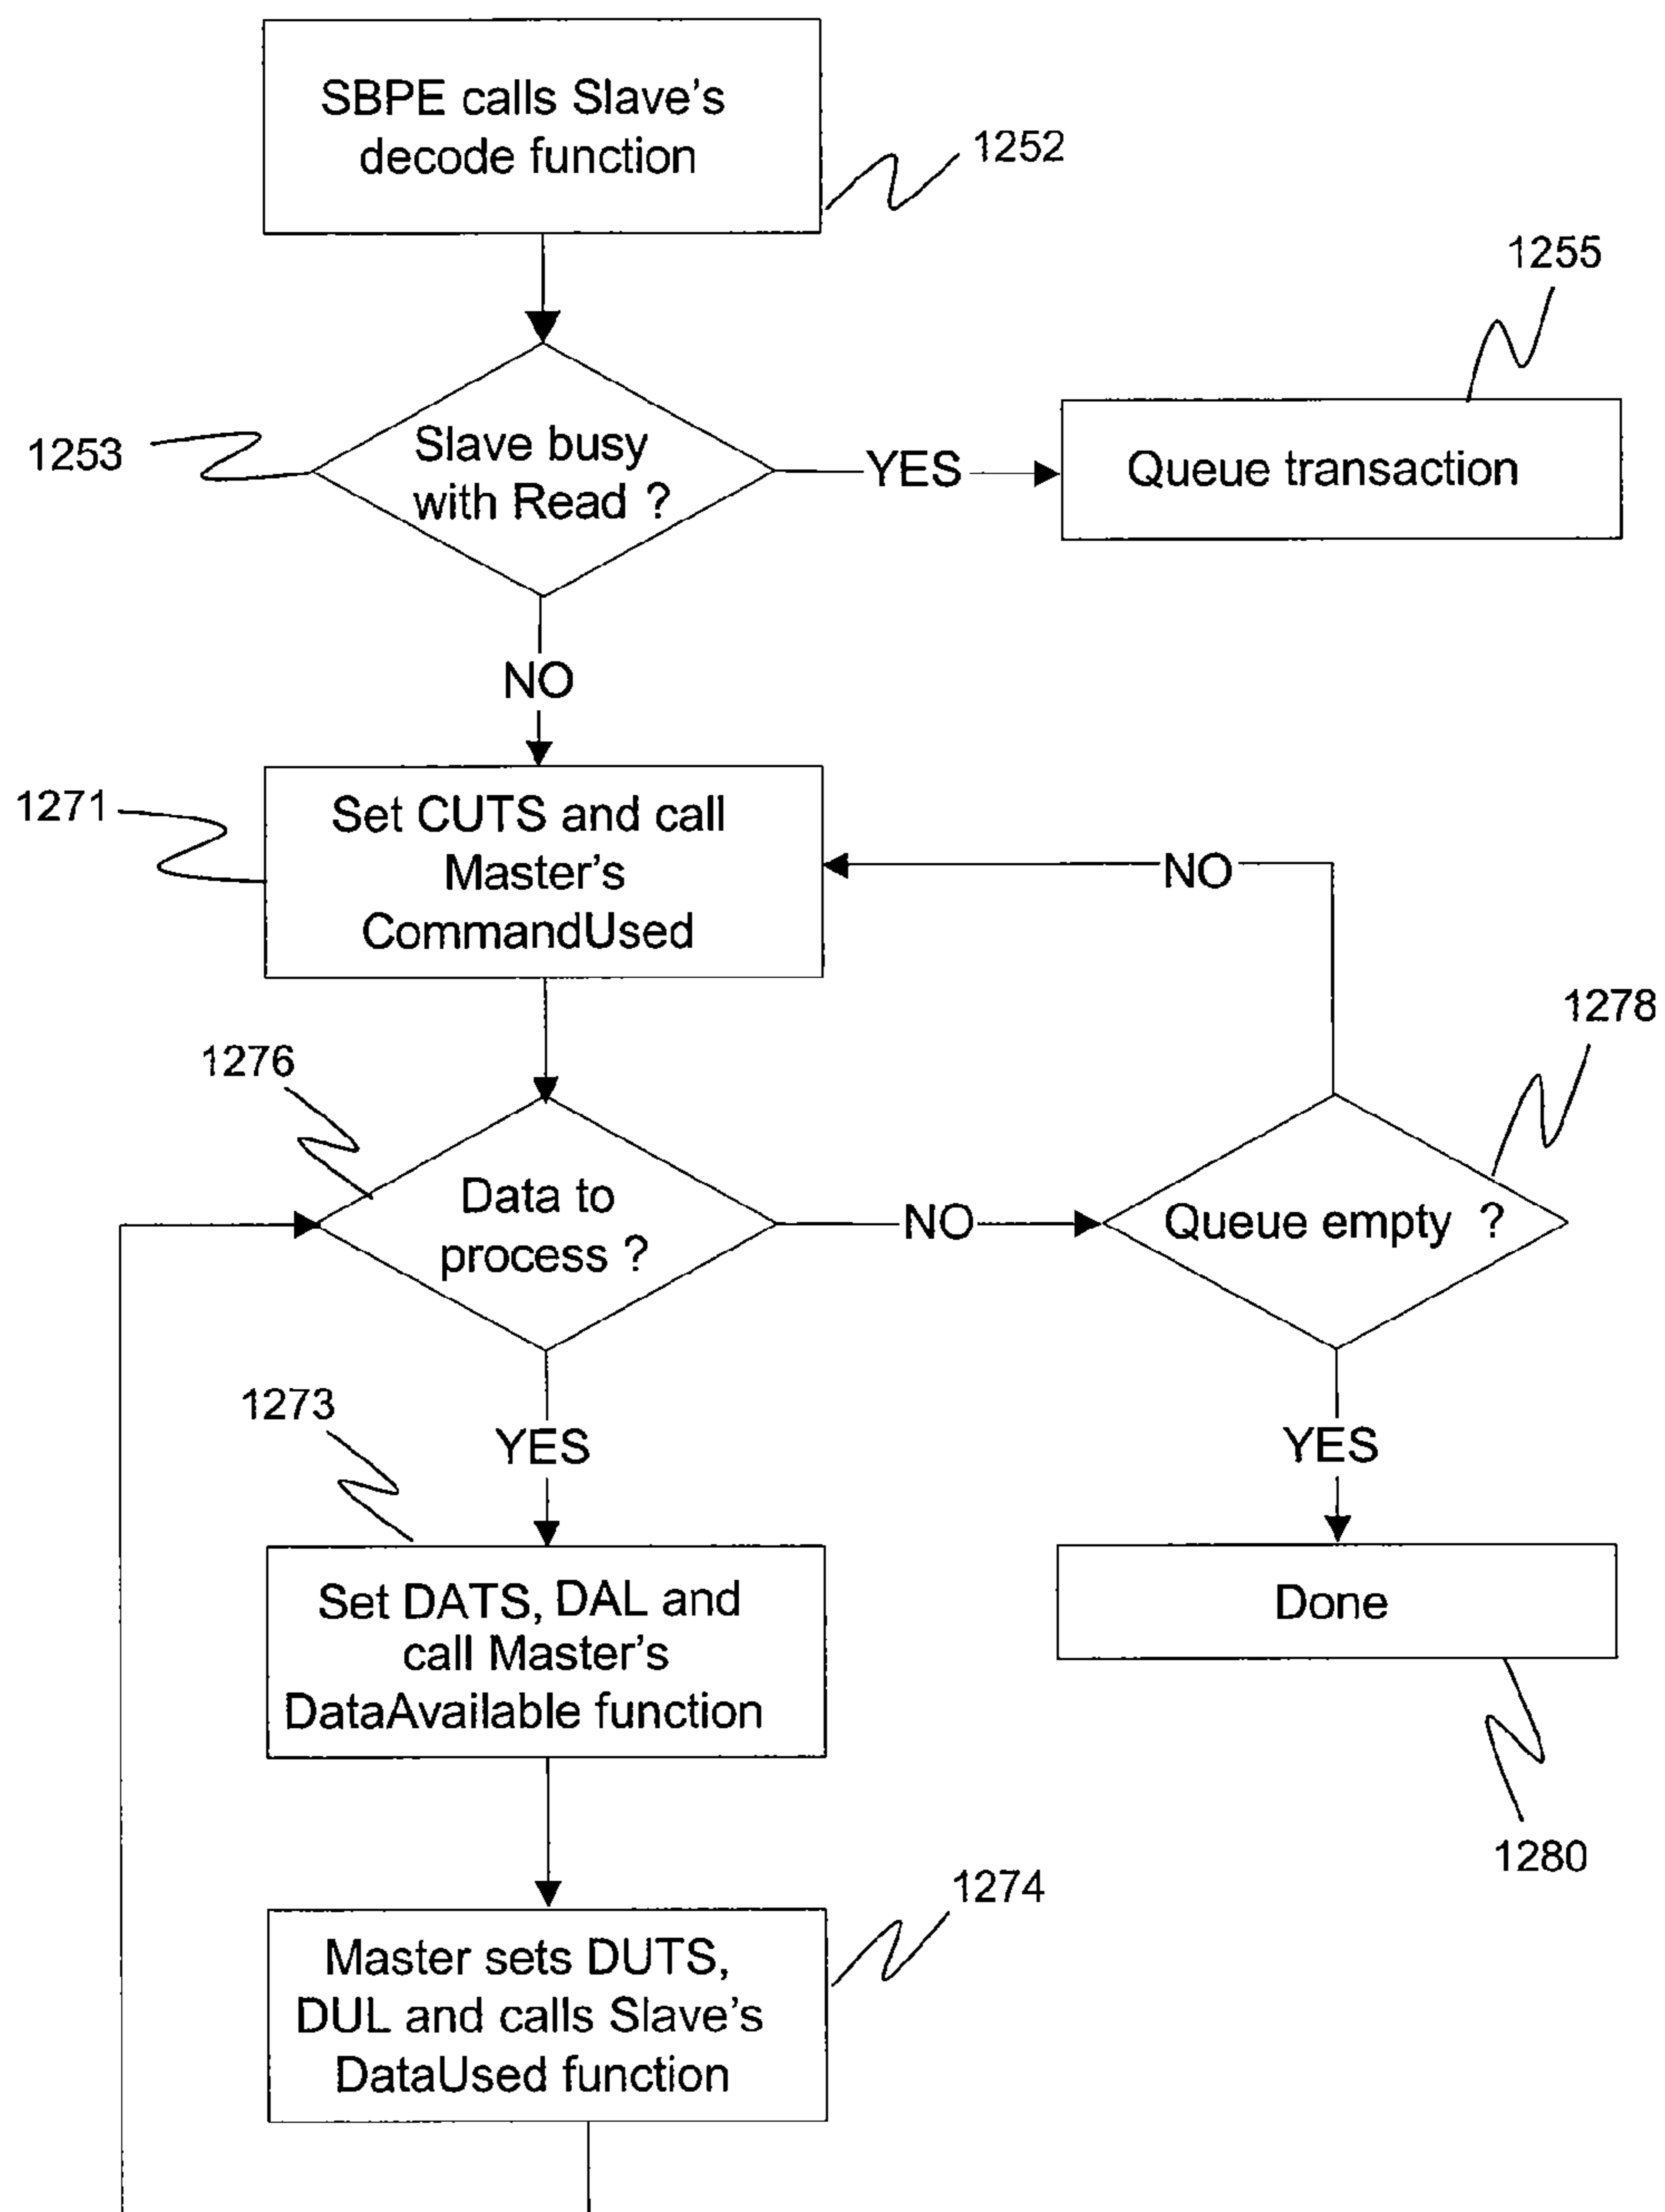 SBPE calls Slave's
decode function
1252
1255
1253
Slave busy
with Read ?
YES
Queue transaction
NO
1271
Set CUTS and call
Master's
CommandUsed
NO
1278
1276
Data to
process ?
NO
Queue empty ?
1273
YES
YES
Set DATS, DAL and
call Master's
DataAvailable function
Done
1280
1274
Master sets DUTS,
DUL and calls Slave's
DataUsed function